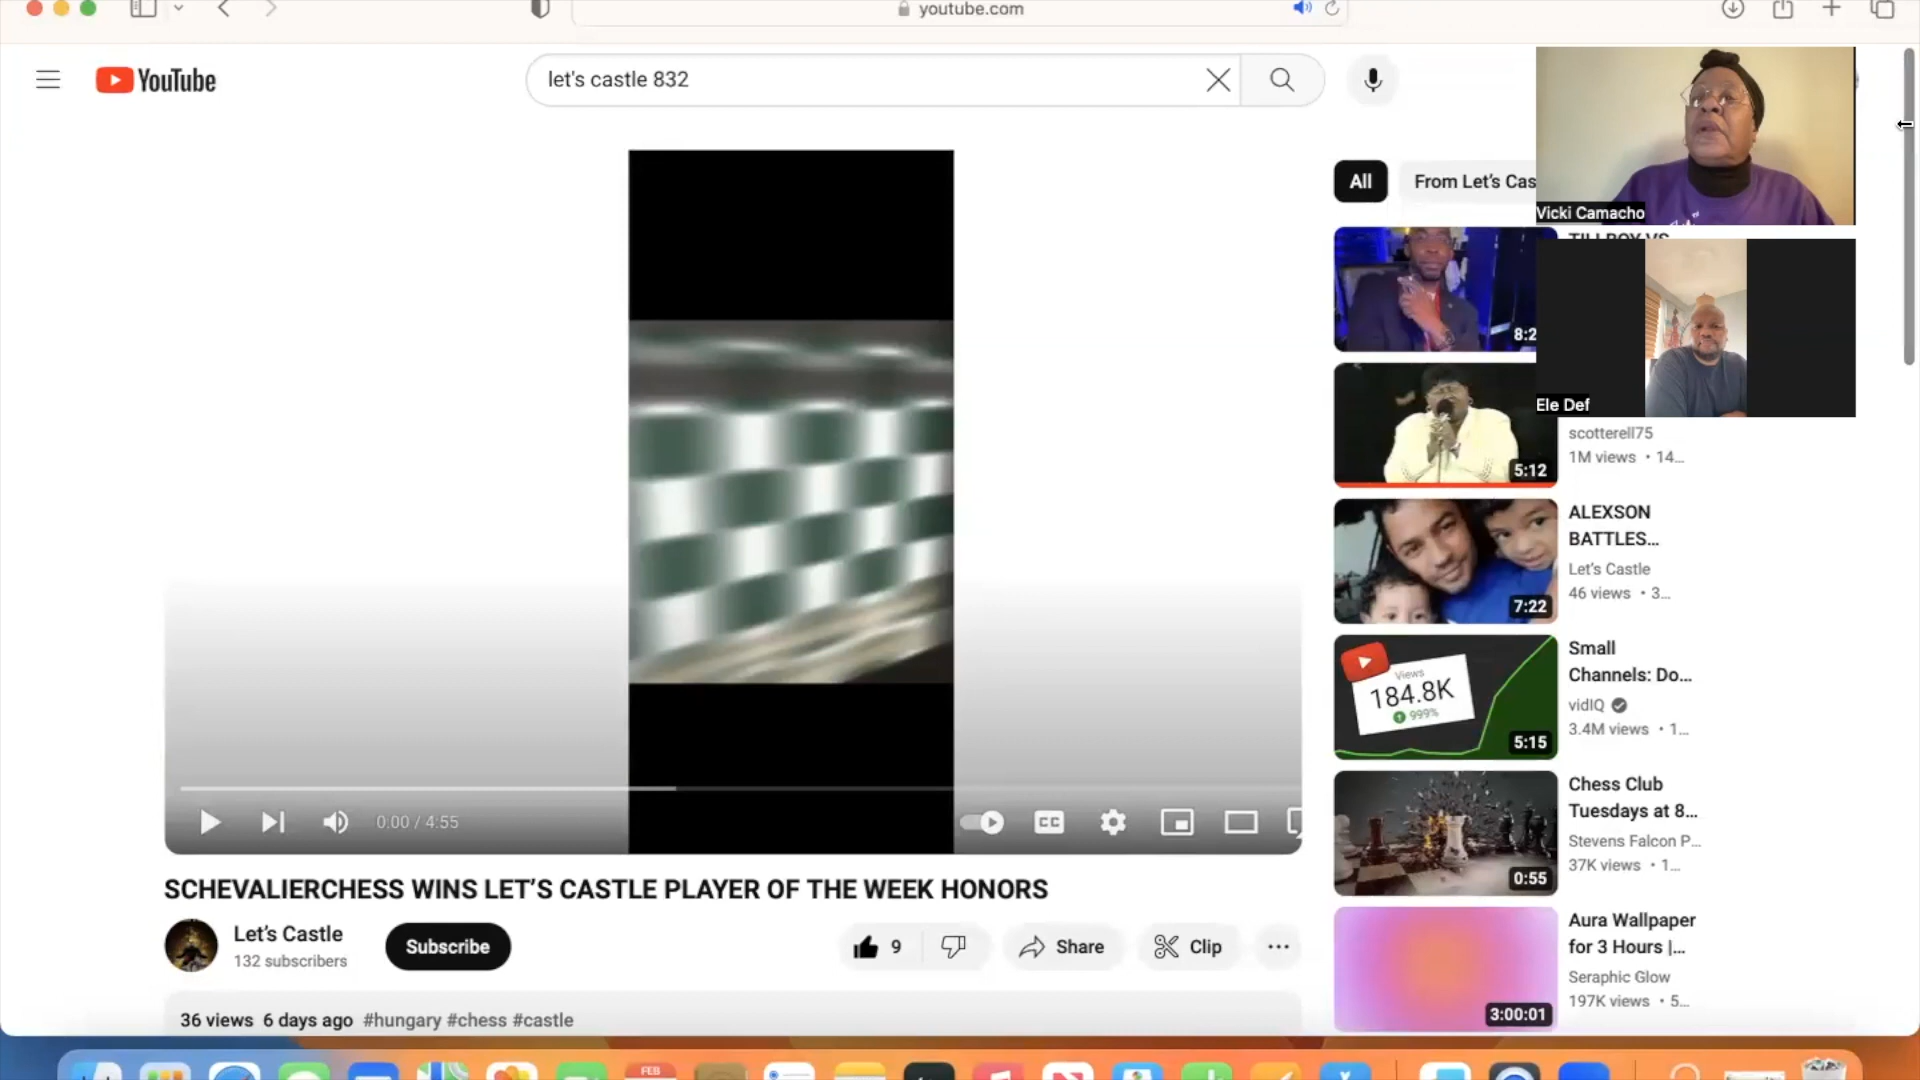 youtube.com
YouTube
let's castle 832
Vicki Camacho
All
From Let's Cas
8:2
Ele Def
scotterell75
1M views • 14...
5:12
ALEXSON
BATTLES...
Let's Castle
46 views • 3...
7:22
Small
Channels: Do...
Views
184.8K
999%
vidIQ
3.4M views • 1...
5:15
Chess Club
Tuesdays at 8...
Stevens Falcon P...
37K views • 1...
0:55
Aura Wallpaper
for 3 Hours |...
Seraphic Glow
197K views • 5...
3:00:01
0:00 / 4:55
CC
SCHEVALIERCHESS WINS LET'S CASTLE PLAYER OF THE WEEK HONORS
Let's Castle
132 subscribers
Subscribe
9
Share
Clip
36 views 6 days ago #hungary #chess #castle
FEB